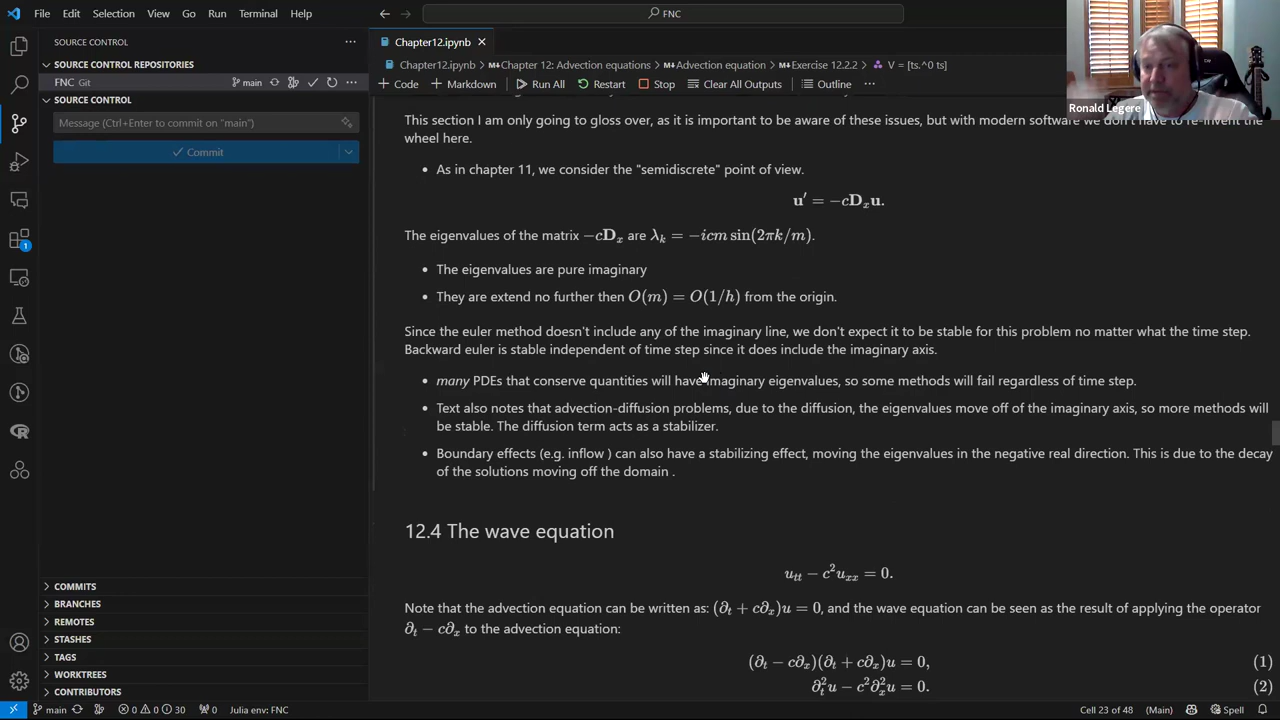 File Edit Selection View Go Run Terminal Help
FNC
SOURCE CONTROL
SOURCE CONTROL REPOSITORIES
FNC Git main
SOURCE CONTROL
Message (Ctrl+Enter to commit on "main")
Commit
COMMITS
BRANCHES
REMOTES
STASHES
TAGS
WORKTREES
CONTRIBUTORS
1
Chapter12.ipynb
Chapter12.ipynb > Chapter 12: Advection equations > Advection equation > Exercise 12.2.2 > V = [ts.^0 ts]
+ Code + Markdown Run All Restart Stop Clear All Outputs Outline
Ronald Legere
This section I am only going to gloss over, as it is important to be aware of these issues, but with modern software we don't have to re-invent the
wheel here.
• As in chapter 11, we consider the "semidiscrete" point of view.
u′ = −cDₓu.
The eigenvalues of the matrix −cDₓ are λₖ = −icm sin(2πk/m).
• The eigenvalues are pure imaginary
• They are extend no further then O(m) = O(1/h) from the origin.
Since the euler method doesn't include any of the imaginary line, we don't expect it to be stable for this problem no matter what the time step.
Backward euler is stable independent of time step since it does include the imaginary axis.
• many PDEs that conserve quantities will have imaginary eigenvalues, so some methods will fail regardless of time step.
• Text also notes that advection-diffusion problems, due to the diffusion, the eigenvalues move off of the imaginary axis, so more methods will
be stable. The diffusion term acts as a stabilizer.
• Boundary effects (e.g. inflow ) can also have a stabilizing effect, moving the eigenvalues in the negative real direction. This is due to the decay
of the solutions moving off the domain .
12.4 The wave equation
uₜₜ − c²uₓₓ = 0.
Note that the advection equation can be written as: (∂ₜ + c∂ₓ)u = 0, and the wave equation can be seen as the result of applying the operator
∂ₜ − c∂ₓ to the advection equation:
(∂ₜ − c∂ₓ)(∂ₜ + c∂ₓ)u = 0, (1)
∂ₜ²u − c²∂ₓ²u = 0. (2)
main 0 0 30 0 Julia env: FNC Cell 23 of 48 (Main) Spell